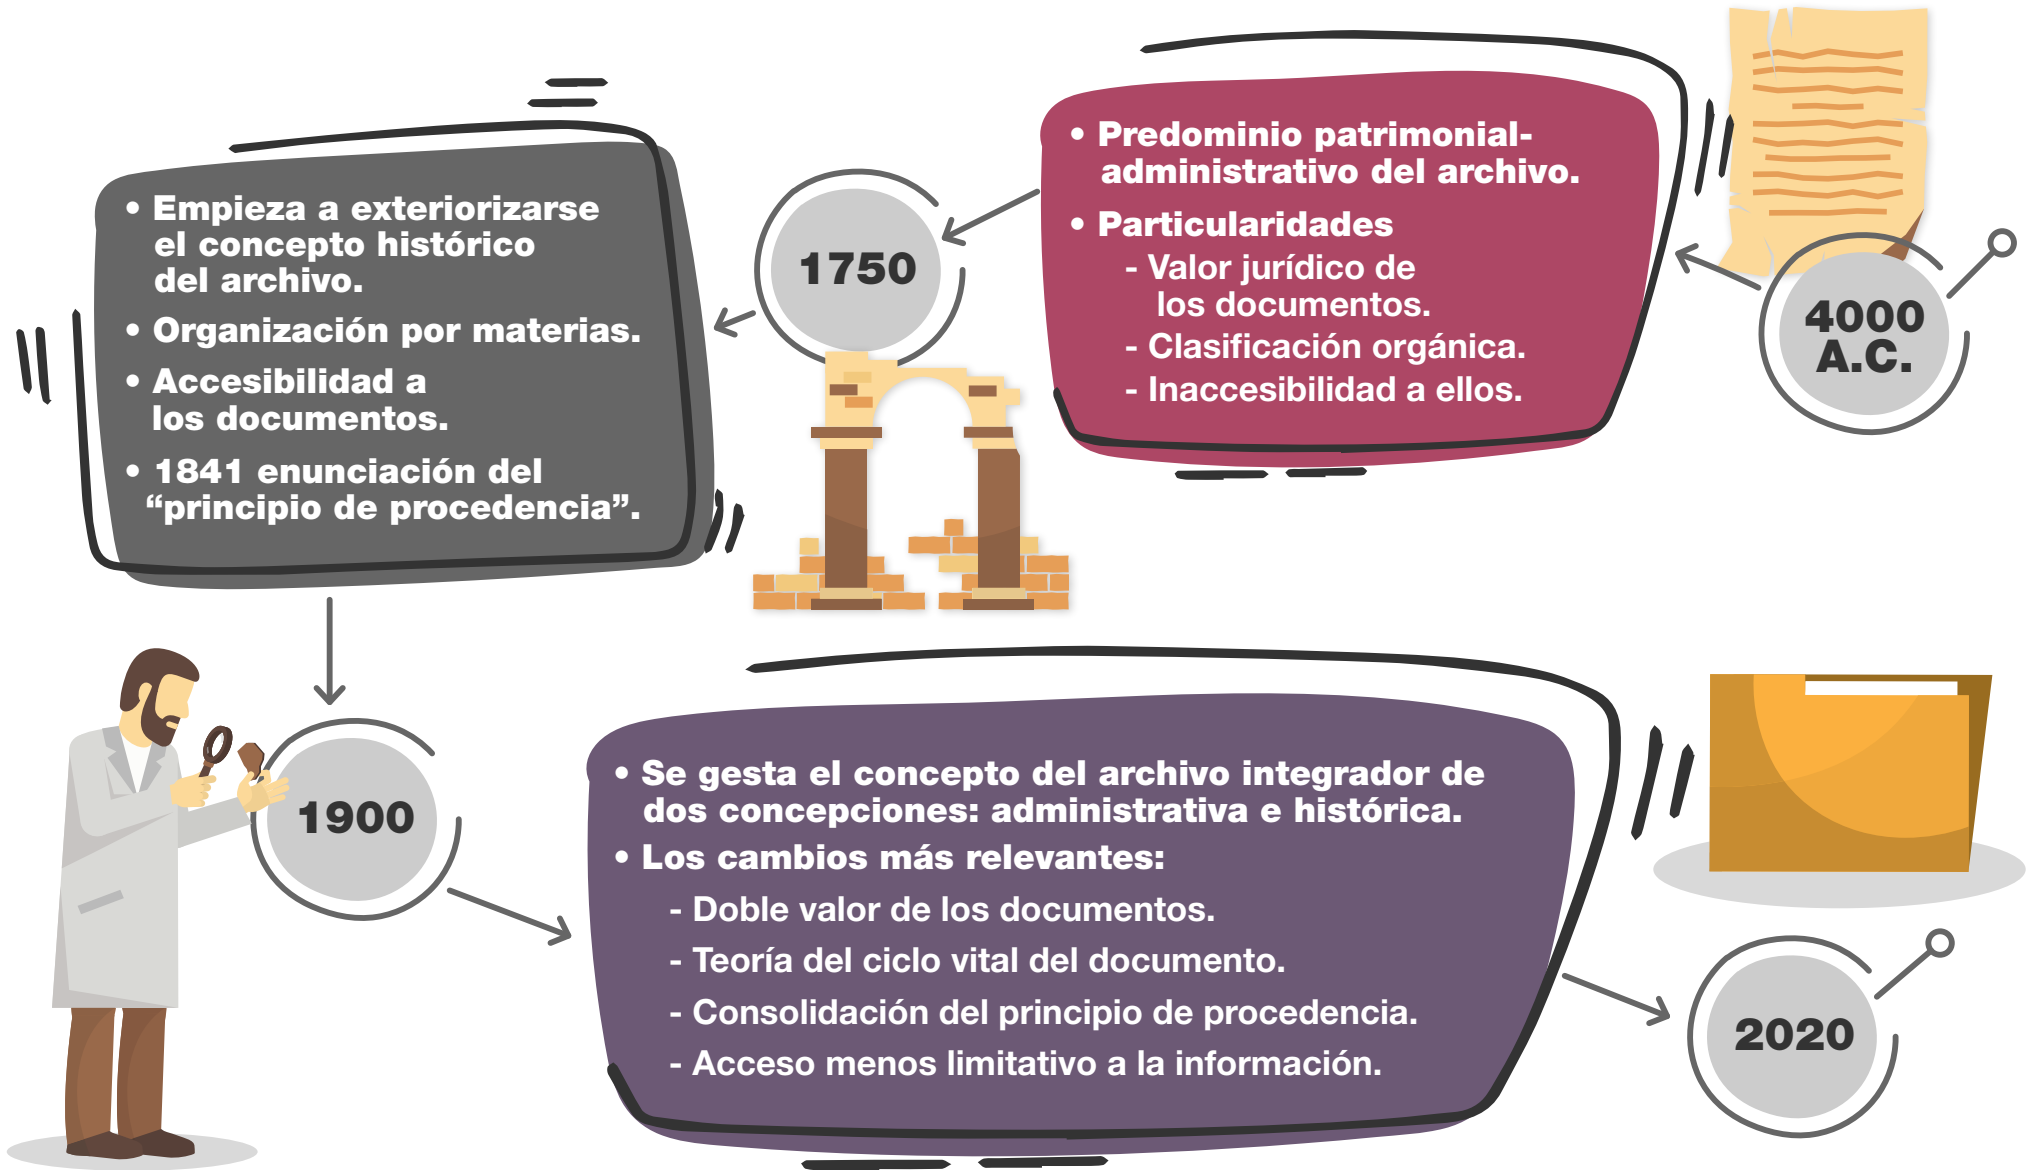 4000
A.C.
• Predominio patrimonial-
administrativo del archivo.
• Particularidades
- Valor jurídico de
los documentos.
- Clasificación orgánica.
- Inaccesibilidad a ellos.
1750
• Empieza a exteriorizarse
el concepto histórico
del archivo.
• Organización por materias.
• Accesibilidad a
los documentos.
• 1841 enunciación del
“principio de procedencia”.
1900
• Se gesta el concepto del archivo integrador de
dos concepciones: administrativa e histórica.
• Los cambios más relevantes:
- Doble valor de los documentos.
- Teoría del ciclo vital del documento.
- Consolidación del principio de procedencia.
- Acceso menos limitativo a la información.
2020